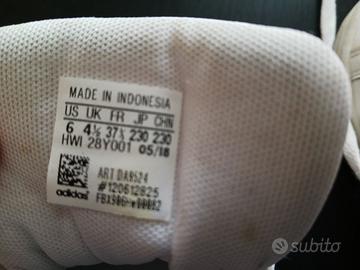 MADE IN INDONESIA
US UK FR JP CHN
6 4½ 37⅓ 230 230
HWI 28Y001 05/18
ART DA9524
#120612825
adidas
subito